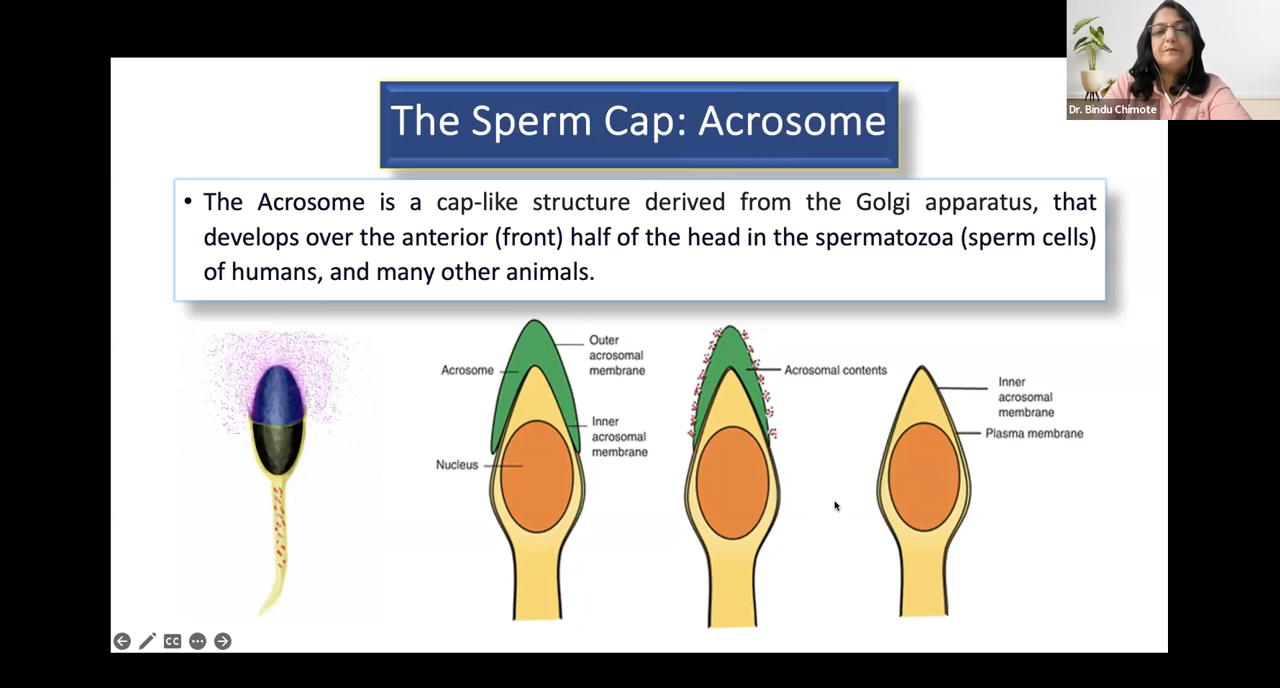 Dr. Bindu Chimote
The Sperm Cap: Acrosome
• The Acrosome is a cap-like structure derived from the Golgi apparatus, that
develops over the anterior (front) half of the head in the spermatozoa (sperm cells)
of humans, and many other animals.
Outer
acrosomal
membrane
Acrosome
Inner
acrosomal
membrane
Nucleus
Acrosomal contents
Inner
acrosomal
membrane
Plasma membrane
CC